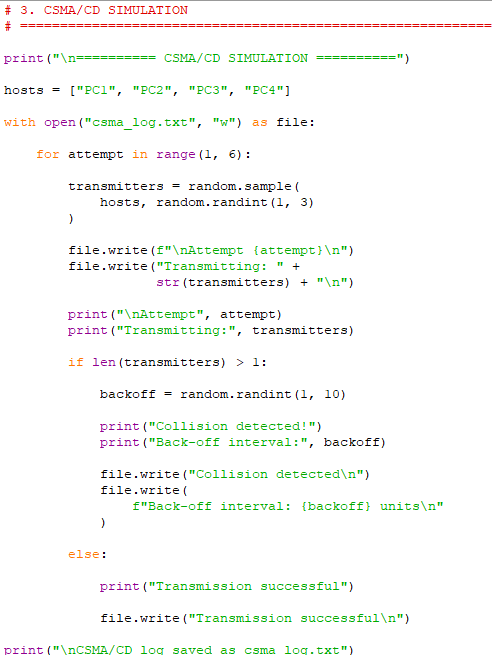 # 3. CSMA/CD SIMULATION
# ============================================================
print("\n========== CSMA/CD SIMULATION ==========")
hosts = ["PC1", "PC2", "PC3", "PC4"]
with open("csma_log.txt", "w") as file:
    for attempt in range(1, 6):
        transmitters = random.sample(
            hosts, random.randint(1, 3)
        )
        file.write(f"\nAttempt {attempt}\n")
        file.write("Transmitting: " +
                   str(transmitters) + "\n")
        print("\nAttempt", attempt)
        print("Transmitting:", transmitters)
        if len(transmitters) > 1:
            backoff = random.randint(1, 10)
            print("Collision detected!")
            print("Back-off interval:", backoff)
            file.write("Collision detected\n")
            file.write(
                f"Back-off interval: {backoff} units\n"
            )
        else:
            print("Transmission successful")
            file.write("Transmission successful\n")
print("\nCSMA/CD log saved as csma_log.txt")